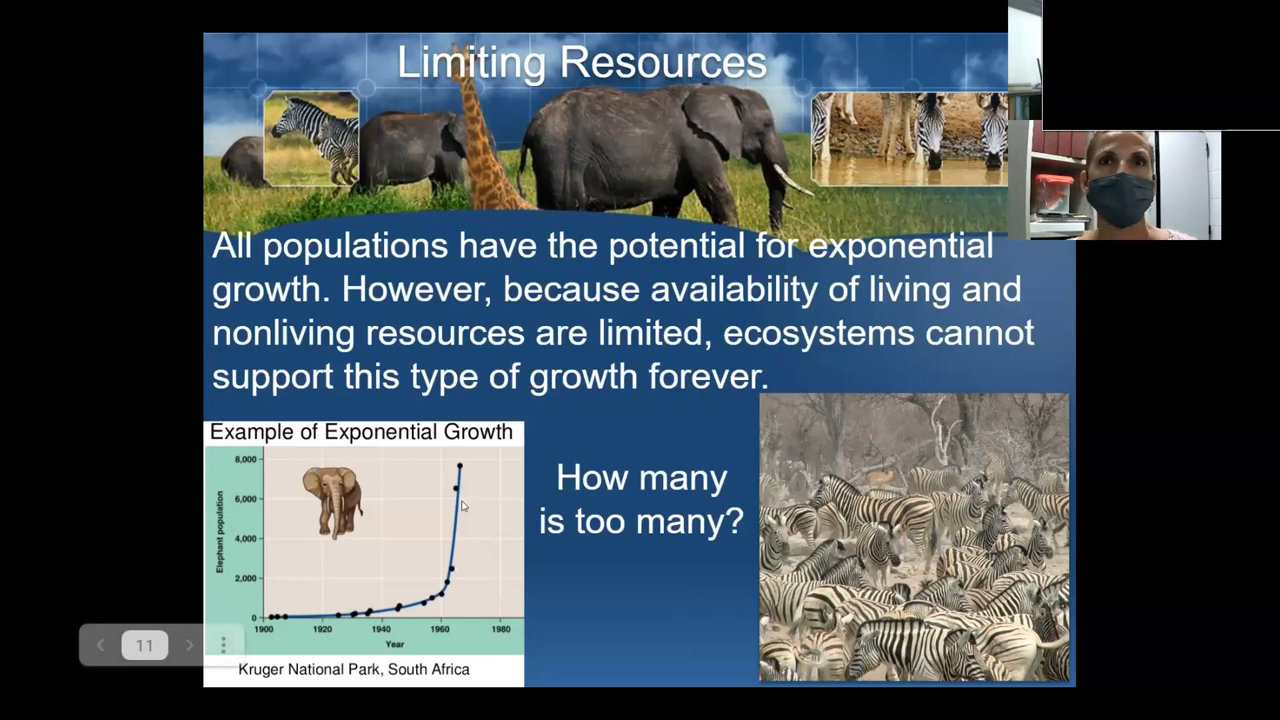 Limiting Resources
All populations have the potential for exponential
growth. However, because availability of living and
nonliving resources are limited, ecosystems cannot
support this type of growth forever.
Example of Exponential Growth
8,000
6,000
4,000
2,000
0
Elephant population
1900 1920 1940 1960 1980
Year
Kruger National Park, South Africa
How many
is too many?
11